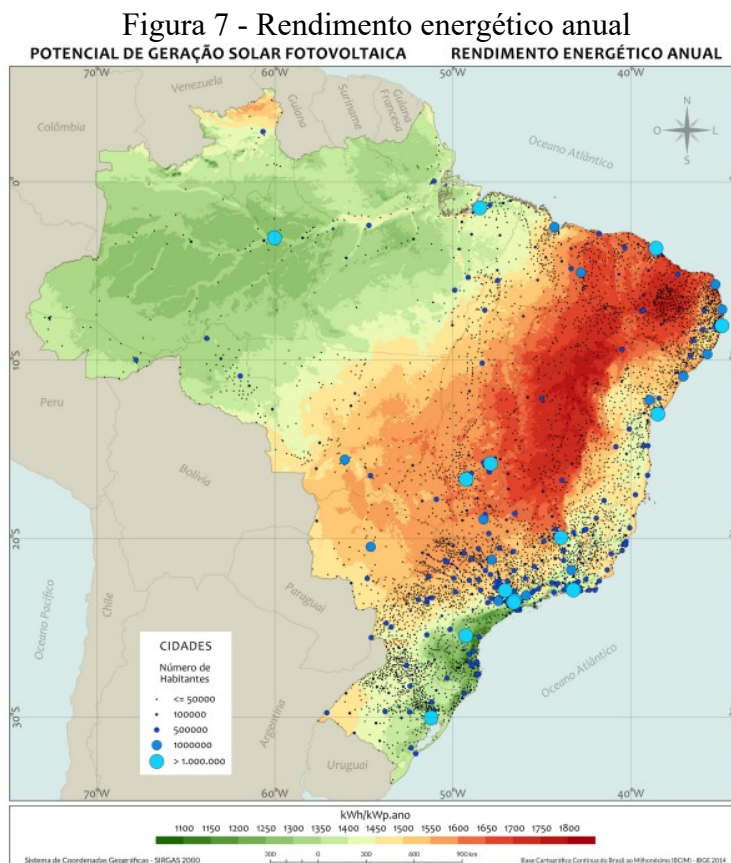 Figura 7 - Rendimento energético anual
POTENCIAL DE GERAÇÃO SOLAR FOTOVOLTAICA RENDIMENTO ENERGÉTICO ANUAL
70°W 60°W 50°W 40°W
Venezuela
Guiana
Suriname
Guiana Francesa
Colômbia
N
O L
S
Oceano Atlântico
0
10°S
Peru
Bolívia
20°S
Paraguai
Chile
Oceano Pacífico
Oceano Atlântico
CIDADES
Número de
Habitantes
<= 50000
100000
500000
1000000
> 1.000.000
30°S
Argentina
Uruguai
70°W 60°W 50°W 40°W
kWh/kWp.ano
1100 1150 1200 1250 1300 1350 1400 1450 1500 1550 1600 1650 1700 1750 1800
300 0 300 600 900 km
Sistema de Coordenadas Geográficas - SIRGAS 2000 Base Cartográfica Contínua do Brasil ao Milionésimo (BCIM) - IBGE 2014